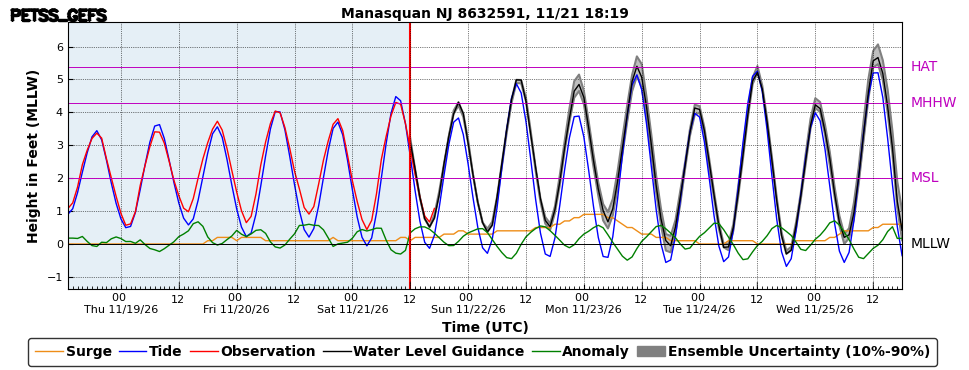 PETSS_GEFS
Manasquan NJ 8632591, 11/21 18:19
Height in Feet (MLLW)
6
5
4
3
2
1
0
−1
HAT
MHHW
MSL
MLLW
00 12 00 12 00 12 00 12 00 12 00 12 00 12
Thu 11/19/26 Fri 11/20/26 Sat 11/21/26 Sun 11/22/26 Mon 11/23/26 Tue 11/24/26 Wed 11/25/26
Time (UTC)
Surge Tide Observation Water Level Guidance Anomaly Ensemble Uncertainty (10%-90%)